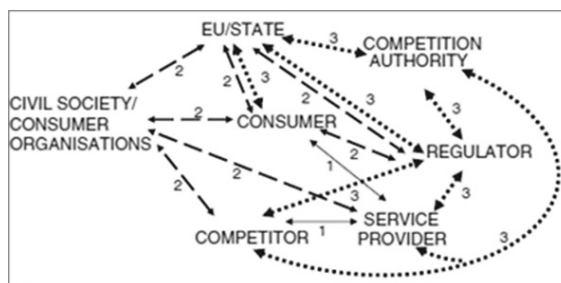 EU/STATE
3
COMPETITION
AUTHORITY
2
2
3
2
3
3
CIVIL SOCIETY/
CONSUMER
ORGANISATIONS
2
CONSUMER
2
REGULATOR
1
2
2
3
3
SERVICE
PROVIDER
COMPETITOR
1
3